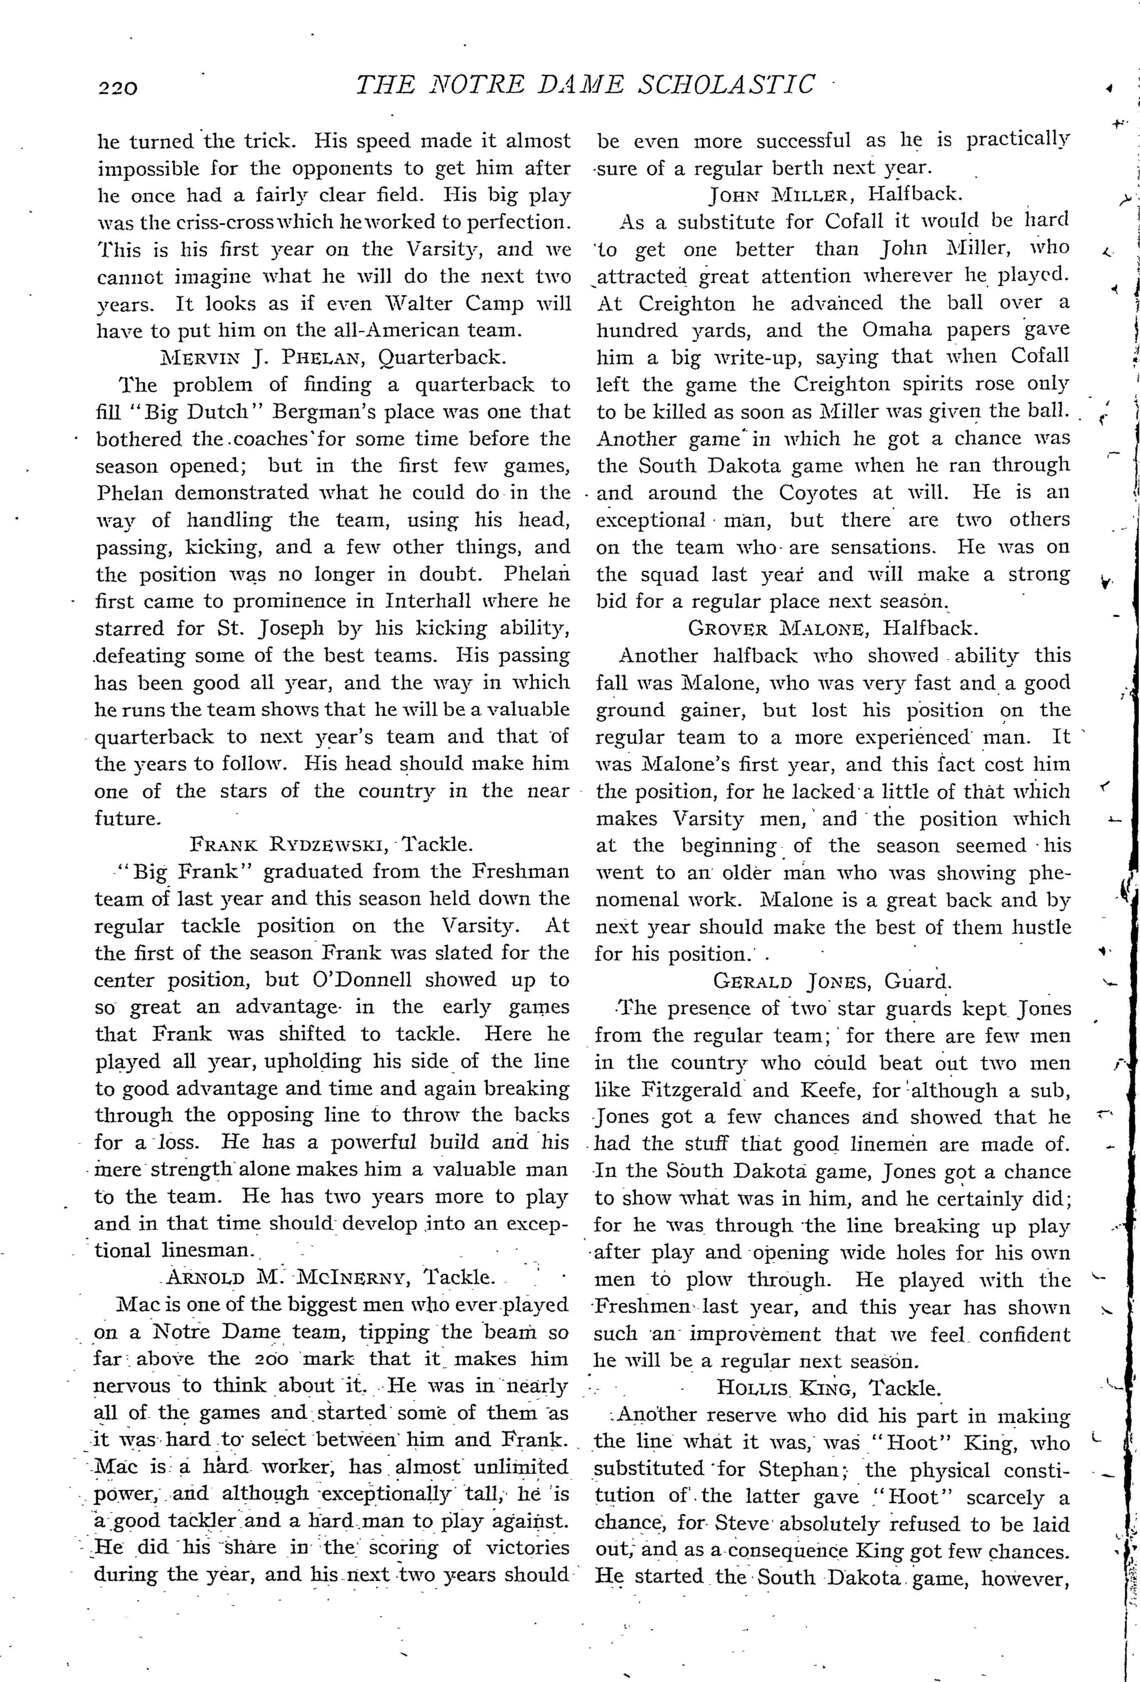 220
THE NOTRE DAME SCHOLASTIC
he turned the trick. His speed made it almost
impossible for the opponents to get him after
he once had a fairly clear field. His big play
was the criss-cross which he worked to perfection.
This is his first year on the Varsity, and we
cannot imagine what he will do the next two
years. It looks as if even Walter Camp will
have to put him on the all-American team.
MERVIN J. PHELAN, Quarterback.
The problem of finding a quarterback to
fill "Big Dutch" Bergman's place was one that
bothered the coaches for some time before the
season opened; but in the first few games,
Phelan demonstrated what he could do in the
way of handling the team, using his head,
passing, kicking, and a few other things, and
the position was no longer in doubt. Phelan
first came to prominence in Interhall where he
starred for St. Joseph by his kicking ability,
defeating some of the best teams. His passing
has been good all year, and the way in which
he runs the team shows that he will be a valuable
quarterback to next year's team and that of
the years to follow. His head should make him
one of the stars of the country in the near
future.
FRANK RYDZEWSKI, Tackle.
"Big Frank" graduated from the Freshman
team of last year and this season held down the
regular tackle position on the Varsity. At
the first of the season Frank was slated for the
center position, but O'Donnell showed up to
so great an advantage in the early games
that Frank was shifted to tackle. Here he
played all year, upholding his side of the line
to good advantage and time and again breaking
through the opposing line to throw the backs
for a loss. He has a powerful build and his
mere strength alone makes him a valuable man
to the team. He has two years more to play
and in that time should develop into an excep-
tional linesman.
ARNOLD M. MCINERNY, Tackle.
Mac is one of the biggest men who ever played
on a Notre Dame team, tipping the beam so
far above the 200 mark that it makes him
nervous to think about it. He was in nearly
all of the games and started some of them as
it was hard to select between him and Frank.
Mac is a hard worker, has almost unlimited
power, and although exceptionally tall, he is
a good tackler and a hard man to play against.
He did his share in the scoring of victories
during the year, and his next two years should
be even more successful as he is practically
sure of a regular berth next year.
JOHN MILLER, Halfback.
As a substitute for Cofall it would be hard
to get one better than John Miller, who
attracted great attention wherever he played.
At Creighton he advanced the ball over a
hundred yards, and the Omaha papers gave
him a big write-up, saying that when Cofall
left the game the Creighton spirits rose only
to be killed as soon as Miller was given the ball.
Another game in which he got a chance was
the South Dakota game when he ran through
and around the Coyotes at will. He is an
exceptional man, but there are two others
on the team who are sensations. He was on
the squad last year and will make a strong
bid for a regular place next season.
GROVER MALONE, Halfback.
Another halfback who showed ability this
fall was Malone, who was very fast and a good
ground gainer, but lost his position on the
regular team to a more experienced man. It
was Malone's first year, and this fact cost him
the position, for he lacked a little of that which
makes Varsity men, and the position which
at the beginning of the season seemed his
went to an older man who was showing phe-
nomenal work. Malone is a great back and by
next year should make the best of them hustle
for his position.
GERALD JONES, Guard.
The presence of two star guards kept Jones
from the regular team; for there are few men
in the country who could beat out two men
like Fitzgerald and Keefe, for although a sub,
Jones got a few chances and showed that he
had the stuff that good linemen are made of.
In the South Dakota game, Jones got a chance
to show what was in him, and he certainly did;
for he was through the line breaking up play
after play and opening wide holes for his own
men to plow through. He played with the
Freshmen last year, and this year has shown
such an improvement that we feel confident
he will be a regular next season.
HOLLIS KING, Tackle.
Another reserve who did his part in making
the line what it was, was "Hoot" King, who
substituted for Stephan; the physical consti-
tution of the latter gave "Hoot" scarcely a
chance, for Steve absolutely refused to be laid
out, and as a consequence King got few chances.
He started the South Dakota game, however,